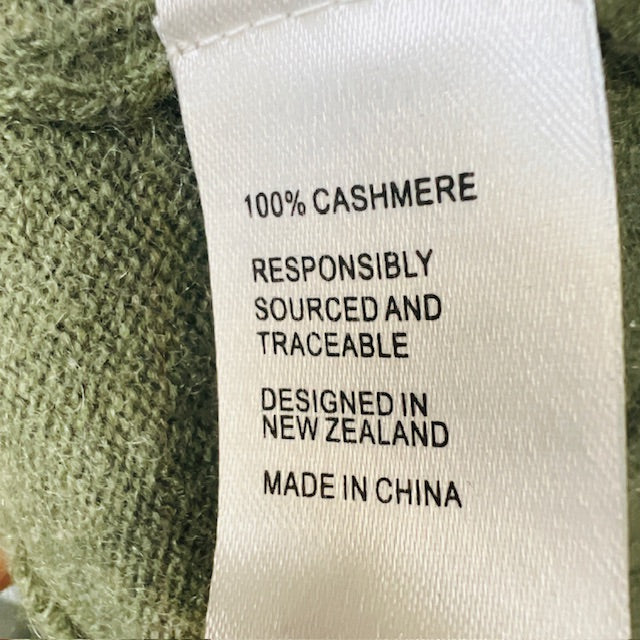 100% CASHMERE
RESPONSIBLY
SOURCED AND
TRACEABLE
DESIGNED IN
NEW ZEALAND
MADE IN CHINA